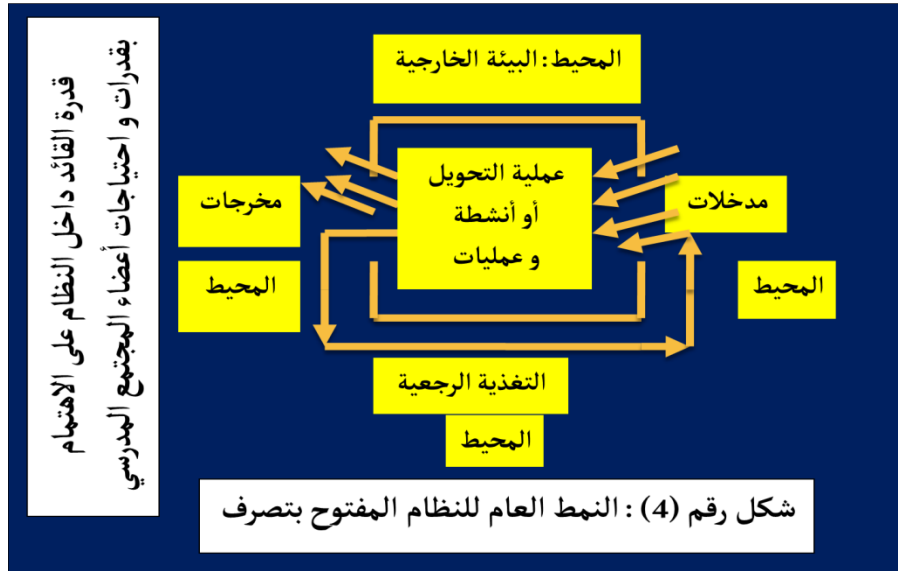 المحيط: البيئة الخارجية
عملية التحويل
أو أنشطة
و عمليات
مدخلات
مخرجات
المحيط
المحيط
التغذية الرجعية
المحيط
قدرة القائد داخل النظام على الاهتمام
بقدرات و احتياجات أعضاء المجتمع المدرسي
شكل رقم (4) : النمط العام للنظام المفتوح بتصرف